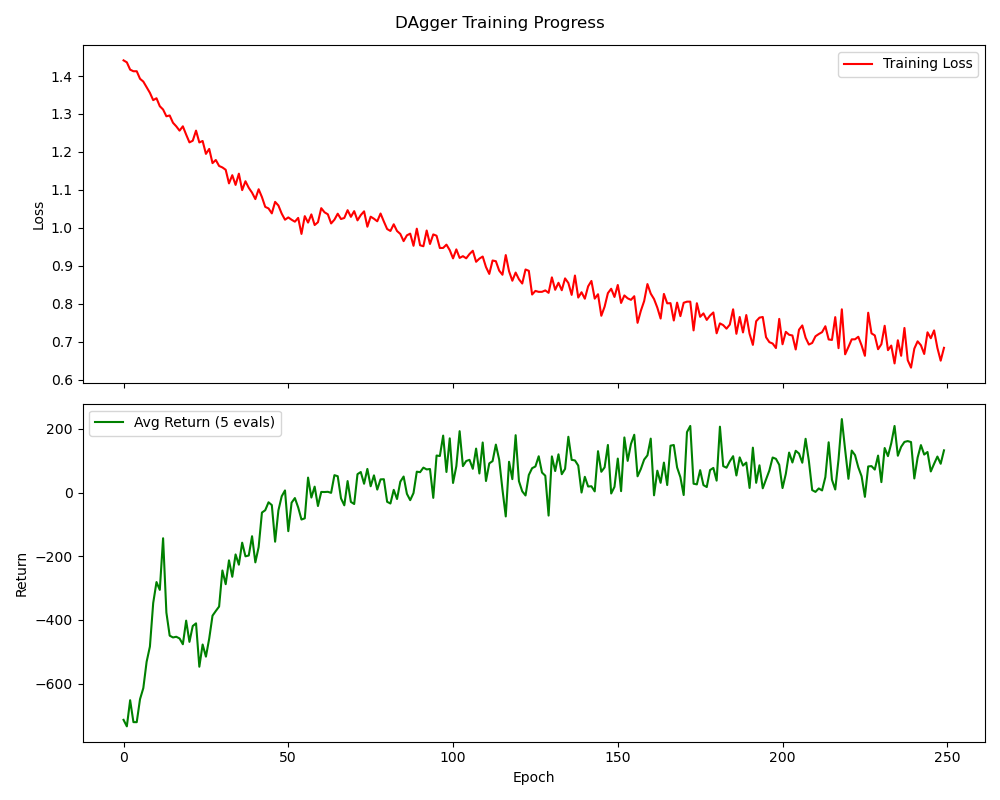 DAgger Training Progress
Training Loss
1.4
1.3
1.2
1.1
1.0
0.9
0.8
0.7
0.6
Loss
Avg Return (5 evals)
200
0
−200
−400
−600
Return
0 50 100 150 200 250
Epoch